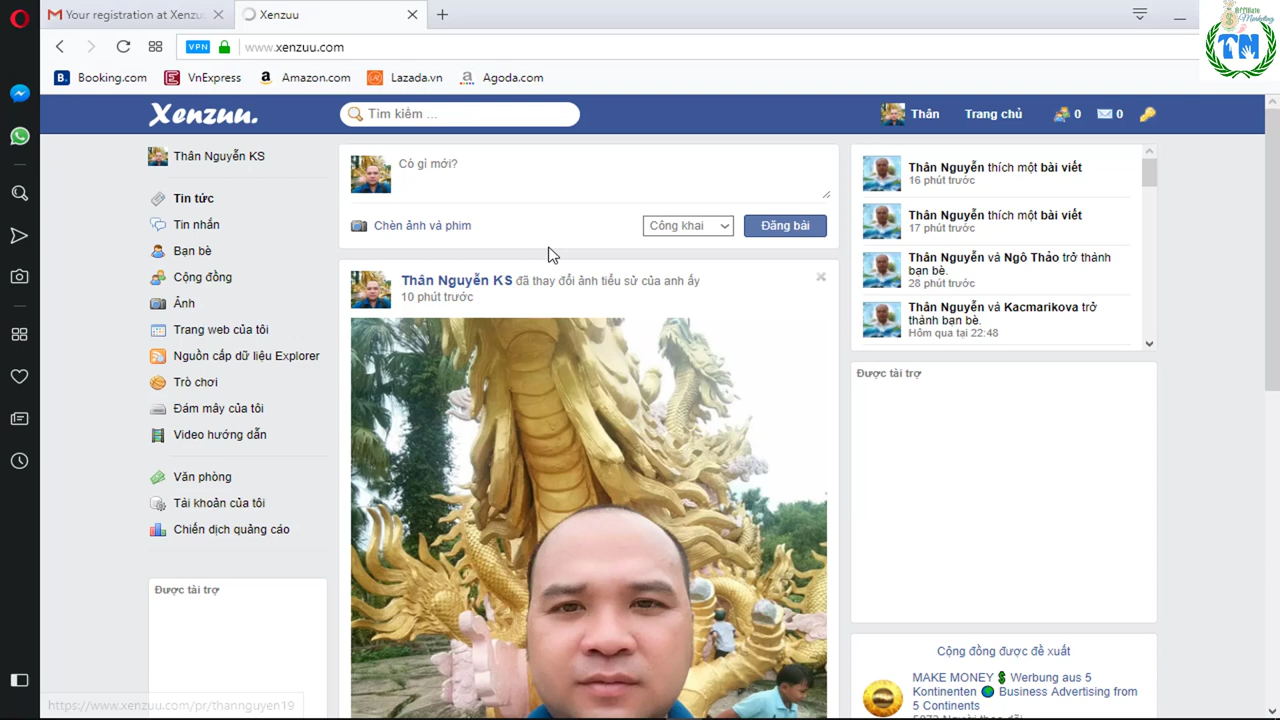 Your registration at Xenzuu
Xenzuu
Affiliate
Marketing
TN
VPN
www.xenzuu.com
B Booking.com
E VnExpress
a Amazon.com
Lazada.vn
a Agoda.com
Xenzuu.
Tìm kiếm ...
Thân
Trang chủ
0
0
Thân Nguyễn KS
Tin tức
Tin nhắn
Bạn bè
Cộng đồng
Ảnh
Trang web của tôi
Nguồn cấp dữ liệu Explorer
Trò chơi
Đám mây của tôi
Video hướng dẫn
Văn phòng
Tài khoản của tôi
Chiến dịch quảng cáo
Được tài trợ
https://www.xenzuu.com/pr/thannguyen19
Có gì mới?
Chèn ảnh và phim
Công khai
Đăng bài
Thân Nguyễn KS đã thay đổi ảnh tiểu sử của anh ấy
10 phút trước
Thân Nguyễn thích một bài viết
16 phút trước
Thân Nguyễn thích một bài viết
17 phút trước
Thân Nguyễn và Ngô Thảo trở thành
bạn bè.
28 phút trước
Thân Nguyễn và Kacmarikova trở
thành bạn bè.
Hôm qua tại 22:48
Được tài trợ
Cộng đồng được đề xuất
MAKE MONEY 💲 Werbung aus 5
Kontinenten 🌏 Business Advertising from
5 Continents